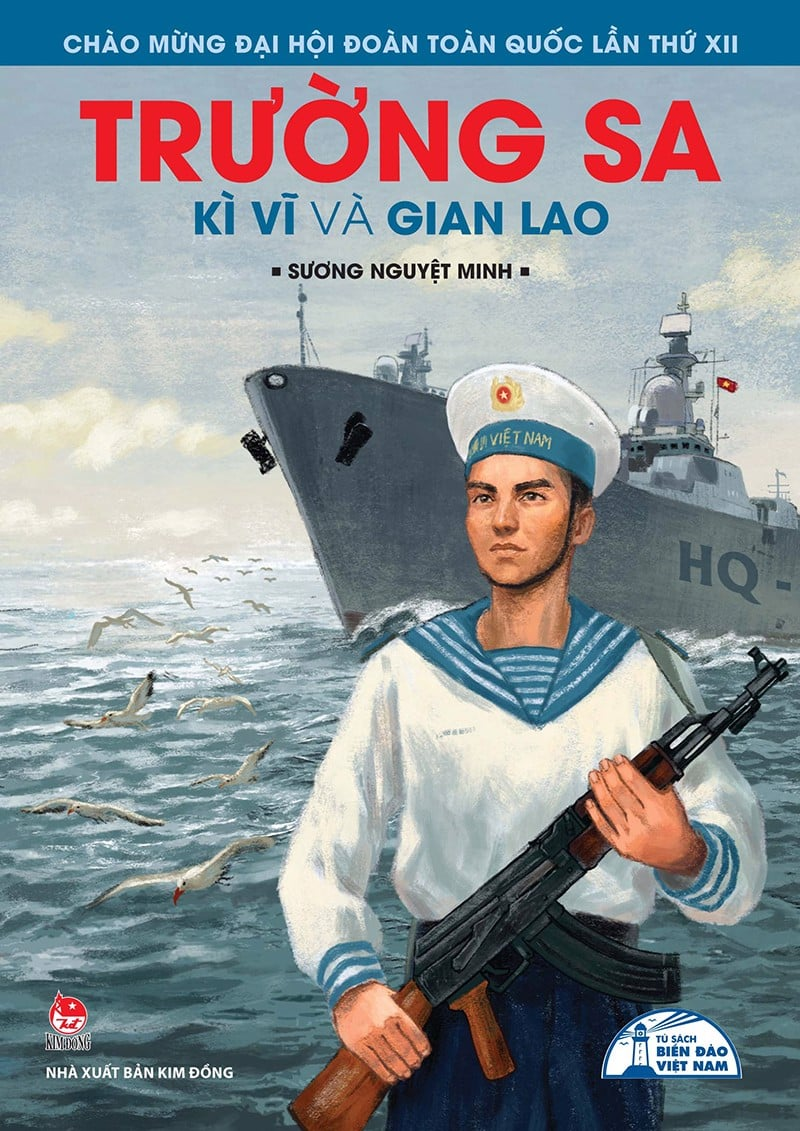 CHÀO MỪNG ĐẠI HỘI ĐOÀN TOÀN QUỐC LẦN THỨ XII
TRƯỜNG SA
KÌ VĨ VÀ GIAN LAO
SƯƠNG NGUYỆT MINH
VIỆT NAM
HQ -
KIM ĐỒNG
NHÀ XUẤT BẢN KIM ĐỒNG
TỦ SÁCH
BIỂN ĐẢO
VIỆT NAM